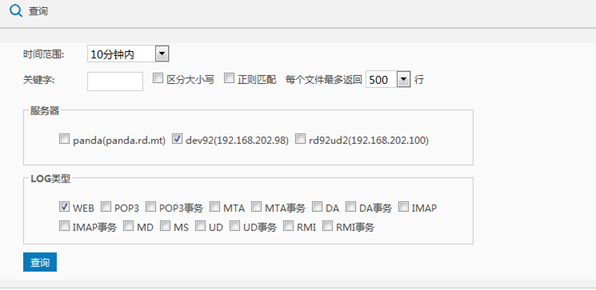 查询
时间范围: 10分钟内
关键字: 区分大小写 正则匹配 每个文件最多返回 500 行
服务器
panda(panda.rd.mt) dev92(192.168.202.98) rd92ud2(192.168.202.100)
LOG类型
WEB POP3 POP3事务 MTA MTA事务 DA DA事务 IMAP
IMAP事务 MD MS UD UD事务 RMI RMI事务
查询